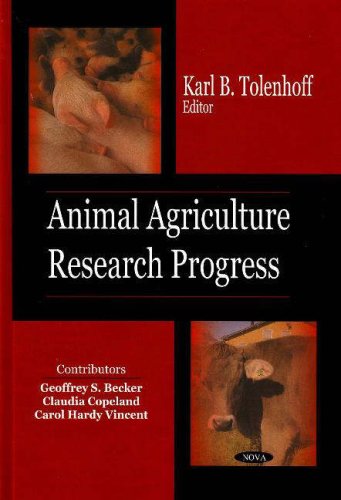 Karl B. Tolenhoff
Editor
Animal Agriculture
Research Progress
Contributors
Geoffrey S. Becker
Claudia Copeland
Carol Hardy Vincent
NOVA